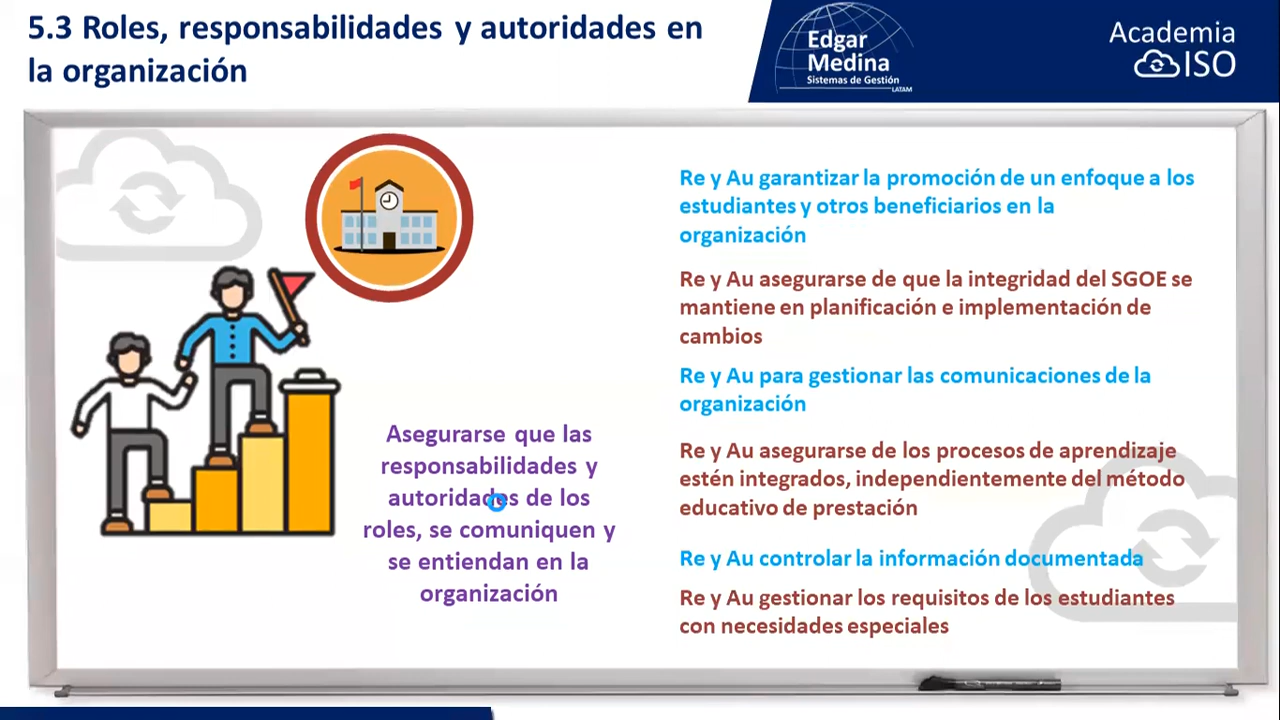 5.3 Roles, responsabilidades y autoridades en
la organización
Edgar
Medina
Sistemas de Gestión
LATAM
Academia
ISO
Asegurarse que las
responsabilidades y
autoridades de los
roles, se comuniquen y
se entiendan en la
organización
Re y Au garantizar la promoción de un enfoque a los
estudiantes y otros beneficiarios en la
organización
Re y Au asegurarse de que la integridad del SGOE se
mantiene en planificación e implementación de
cambios
Re y Au para gestionar las comunicaciones de la
organización
Re y Au asegurarse de los procesos de aprendizaje
estén integrados, independientemente del método
educativo de prestación
Re y Au controlar la información documentada
Re y Au gestionar los requisitos de los estudiantes
con necesidades especiales